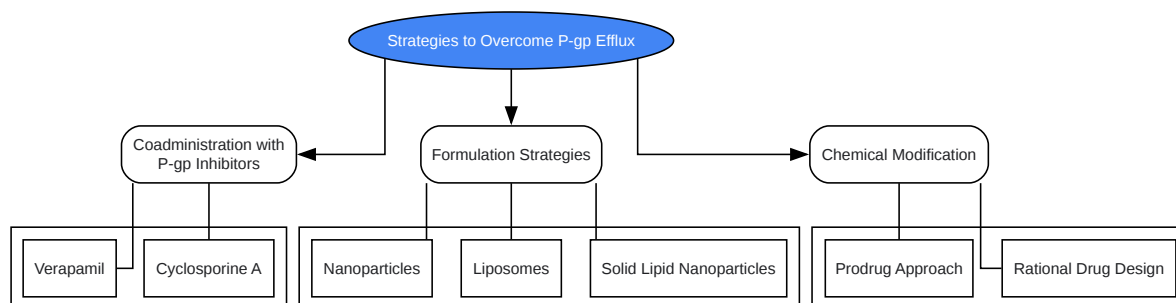 Strategies to Overcome P-gp Efflux
Coadministration with
P-gp Inhibitors
Formulation Strategies
Chemical Modification
Verapamil
Cyclosporine A
Nanoparticles
Liposomes
Solid Lipid Nanoparticles
Prodrug Approach
Rational Drug Design